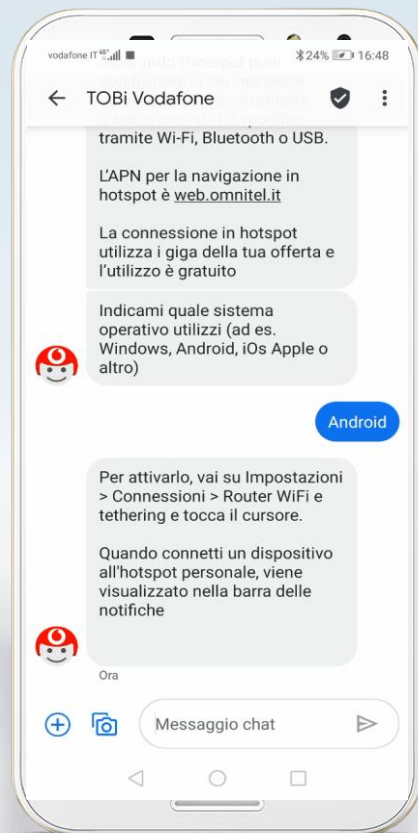 vodafone IT 4G 24% 16:48
TOBi Vodafone
tramite Wi-Fi, Bluetooth o USB.
L'APN per la navigazione in
hotspot è web.omnitel.it
La connessione in hotspot
utilizza i giga della tua offerta e
l'utilizzo è gratuito
Indicami quale sistema
operativo utilizzi (ad es.
Windows, Android, iOs Apple o
altro)
Android
Per attivarlo, vai su Impostazioni
> Connessioni > Router WiFi e
tethering e tocca il cursore.
Quando connetti un dispositivo
all'hotspot personale, viene
visualizzato nella barra delle
notifiche
Ora
Messaggio chat